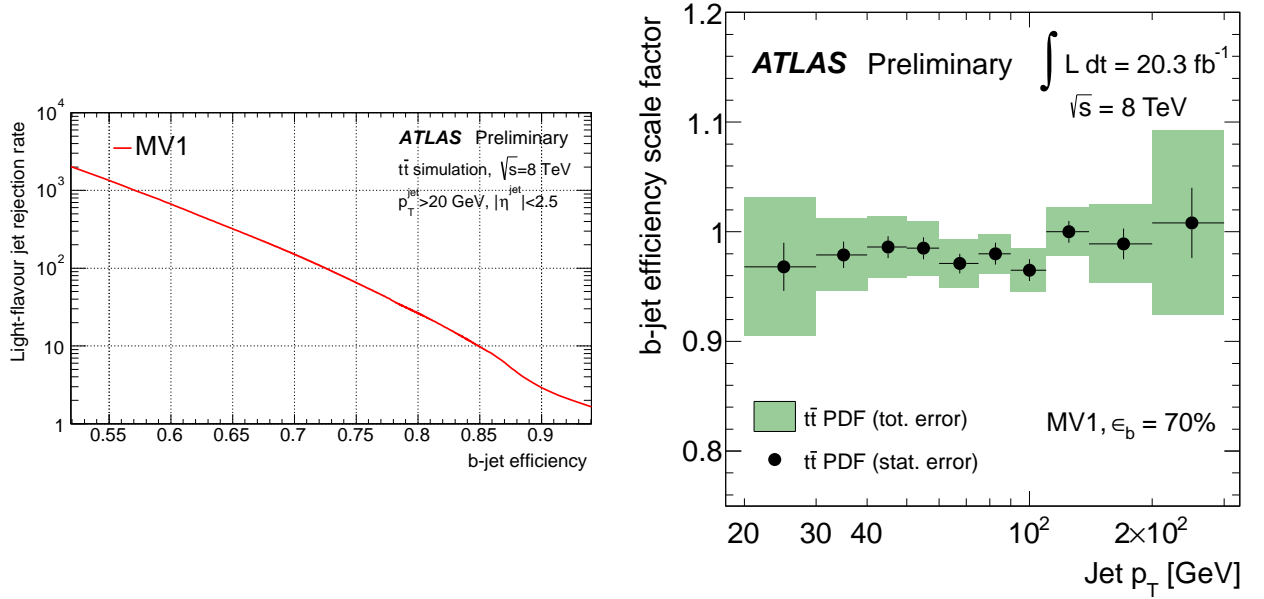 10^4
10^3
10^2
10
1
Light-flavour jet rejection rate
MV1
ATLAS Preliminary
tt̄ simulation, √s=8 TeV
p_T^jet>20 GeV, |η^jet|<2.5
0.55 0.6 0.65 0.7 0.75 0.8 0.85 0.9
b-jet efficiency
b-jet efficiency scale factor
1.2
1.1
1
0.9
0.8
ATLAS Preliminary
∫ L dt = 20.3 fb^-1
√s = 8 TeV
tt̄ PDF (tot. error)
MV1, ϵ_b = 70%
tt̄ PDF (stat. error)
20 30 40 10^2 2×10^2
Jet p_T [GeV]